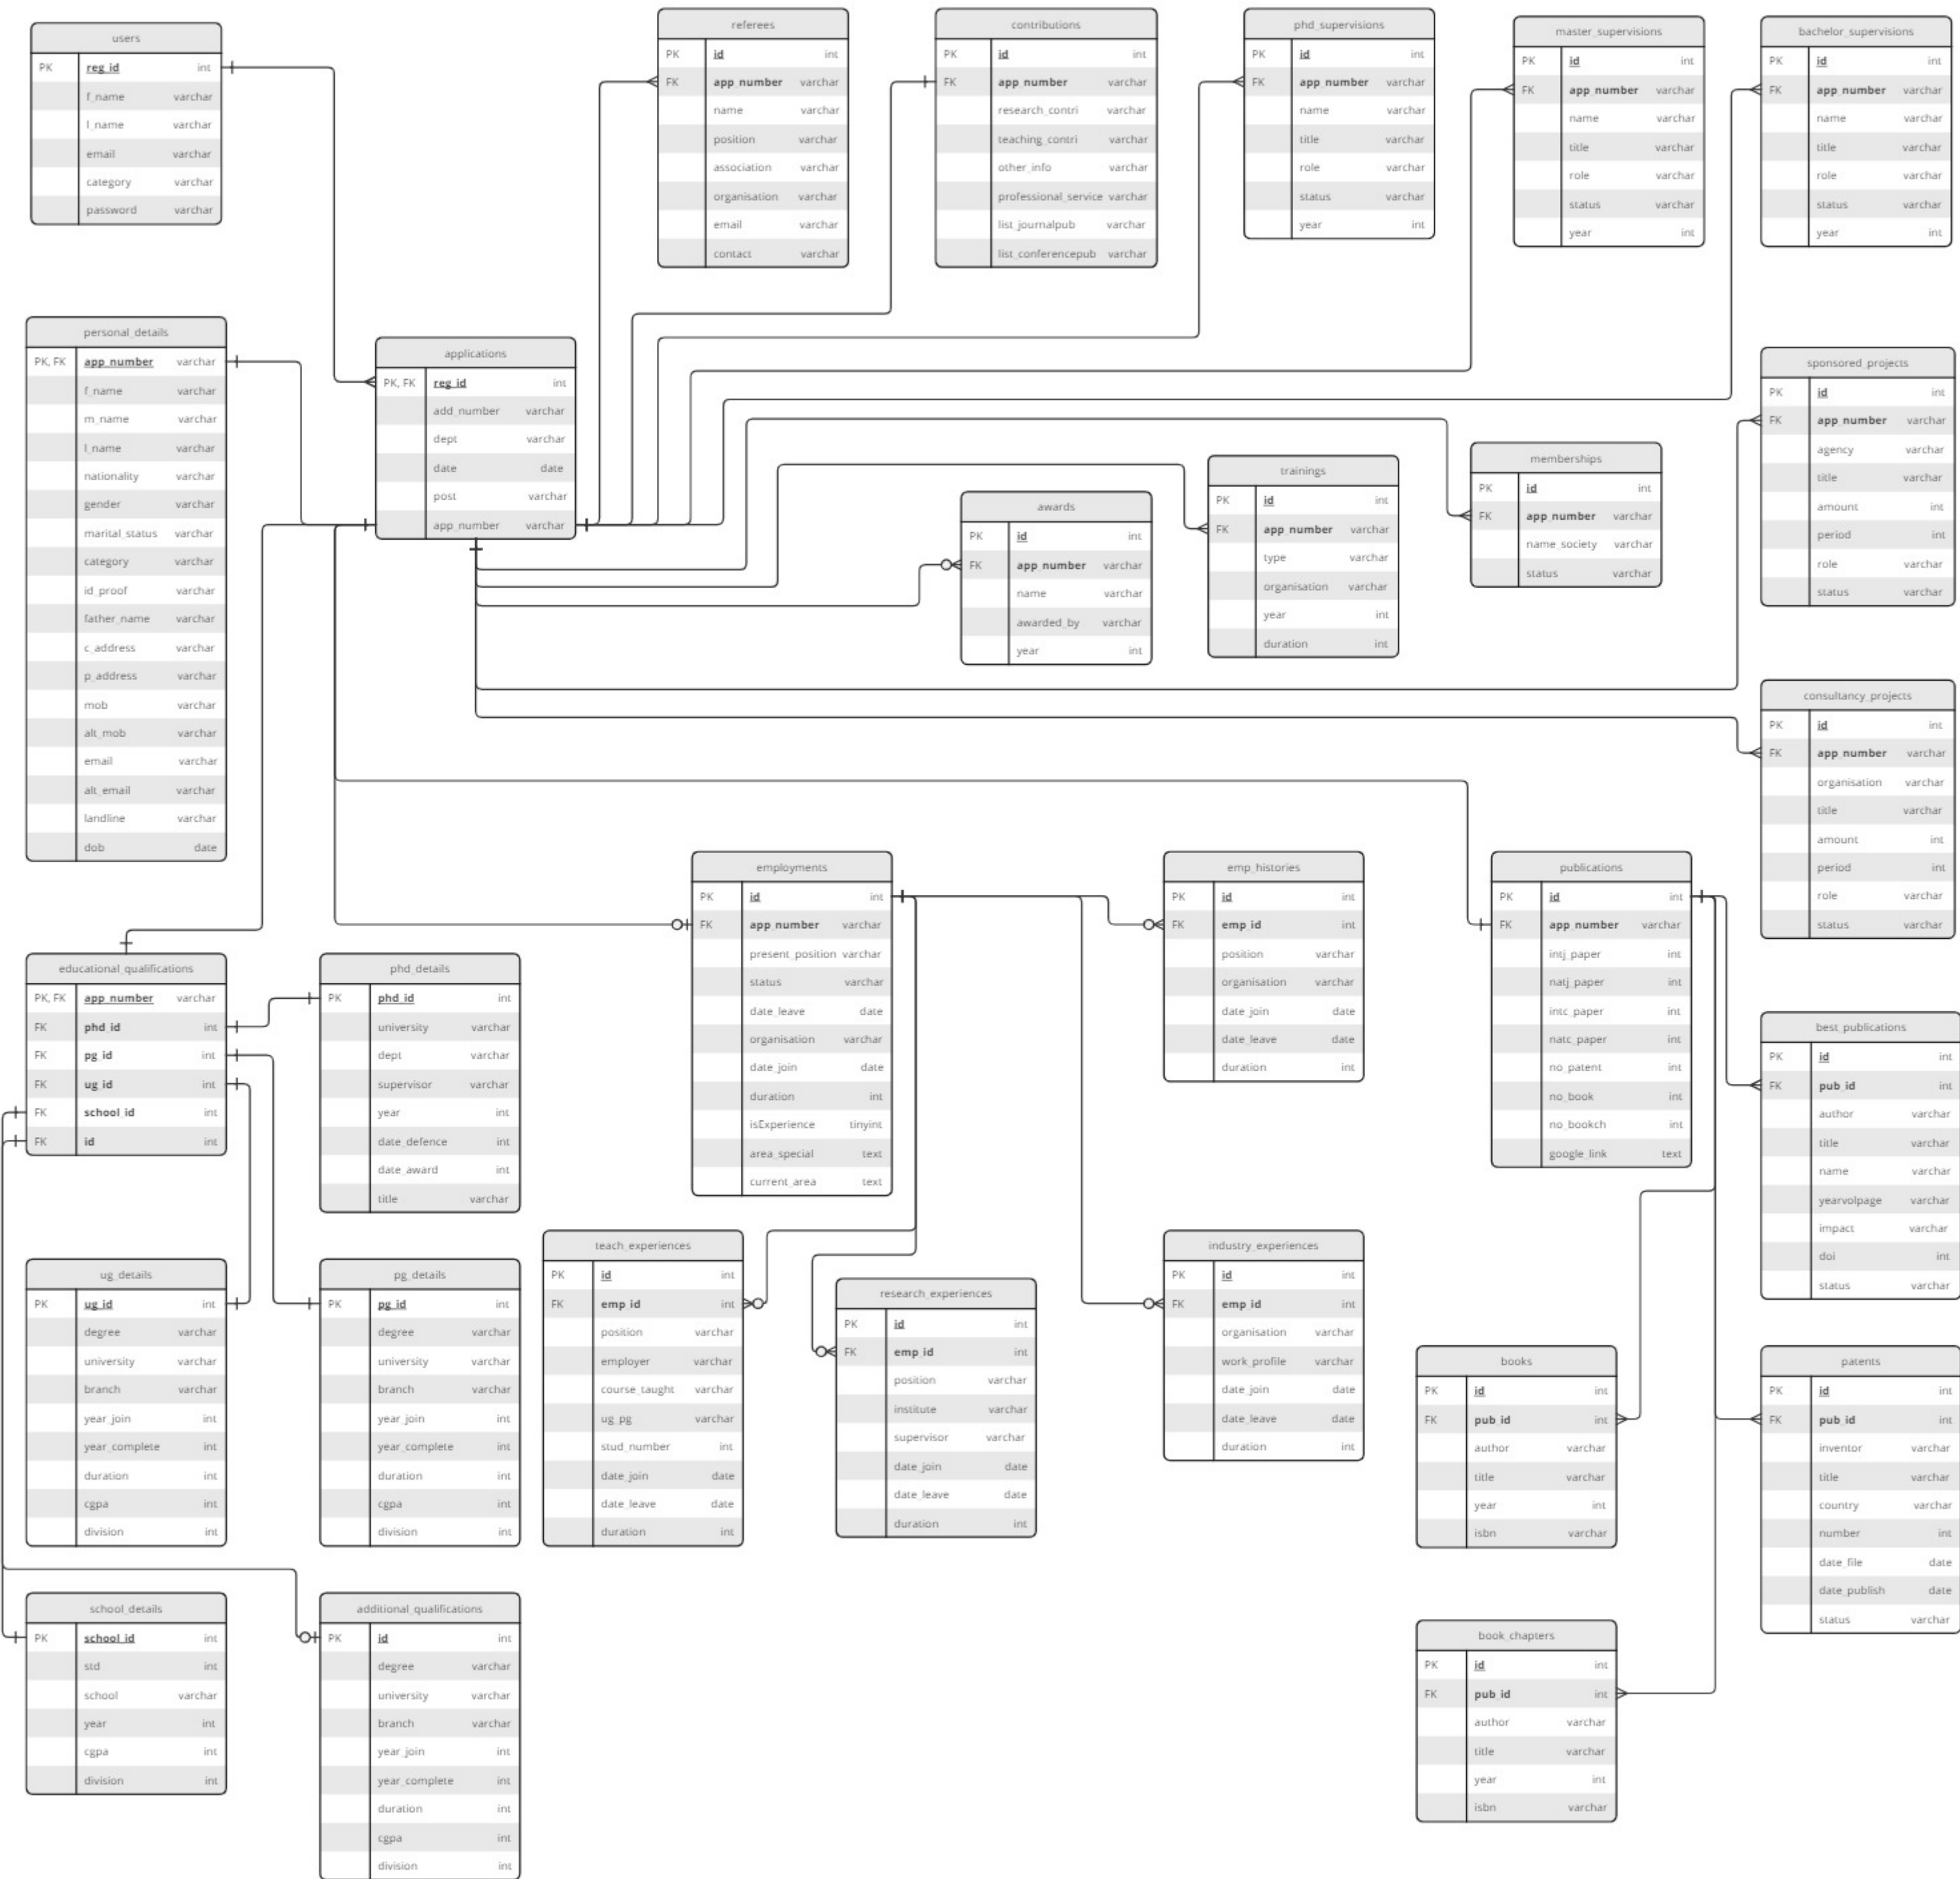 users
PK reg_id int
f_name varchar
l_name varchar
email varchar
category varchar
password varchar
referees
PK id int
FK app_number varchar
name varchar
position varchar
association varchar
organisation varchar
email varchar
contact varchar
contributions
PK id int
FK app_number varchar
research_contri varchar
teaching_contri varchar
other_info varchar
professional_service varchar
list_journalpub varchar
list_conferencepub varchar
phd_supervisions
PK id int
FK app_number varchar
name varchar
title varchar
role varchar
status varchar
year int
master_supervisions
PK id int
FK app_number varchar
name varchar
title varchar
role varchar
status varchar
year int
bachelor_supervisions
PK id int
FK app_number varchar
name varchar
title varchar
role varchar
status varchar
year int
personal_details
PK, FK app_number varchar
f_name varchar
m_name varchar
l_name varchar
nationality varchar
gender varchar
marital_status varchar
category varchar
id_proof varchar
father_name varchar
c_address varchar
p_address varchar
mob varchar
alt_mob varchar
email varchar
alt_email varchar
landline varchar
dob date
applications
PK, FK reg_id int
add_number varchar
dept varchar
date date
post varchar
app_number varchar
awards
PK id int
FK app_number varchar
name varchar
awarded_by varchar
year int
trainings
PK id int
FK app_number varchar
type varchar
organisation varchar
year int
duration int
memberships
PK id int
FK app_number varchar
name_society varchar
status varchar
sponsored_projects
PK id int
FK app_number varchar
agency varchar
title varchar
amount int
period int
role varchar
status varchar
consultancy_projects
PK id int
FK app_number varchar
organisation varchar
title varchar
amount int
period int
role varchar
status varchar
employments
PK id int
FK app_number varchar
present_position varchar
status varchar
date_leave date
organisation varchar
date_join date
duration int
isExperience tinyint
area_special text
current_area text
emp_histories
PK id int
FK emp_id int
position varchar
organisation varchar
date_join date
date_leave date
duration int
publications
PK id int
FK app_number varchar
intj_paper int
natj_paper int
intc_paper int
natc_paper int
no_patent int
no_book int
no_bookch int
google_link text
educational_qualifications
PK, FK app_number varchar
FK phd_id int
FK pg_id int
FK ug_id int
FK school_id int
FK id int
phd_details
PK phd_id int
university varchar
dept varchar
supervisor varchar
year int
date_defence int
date_award int
title varchar
best_publications
PK id int
FK pub_id int
author varchar
title varchar
name varchar
yearvolpage varchar
impact varchar
doi int
status varchar
ug_details
PK ug_id int
degree varchar
university varchar
branch varchar
year_join int
year_complete int
duration int
cgpa int
division int
pg_details
PK pg_id int
degree varchar
university varchar
branch varchar
year_join int
year_complete int
duration int
cgpa int
division int
teach_experiences
PK id int
FK emp_id int
position varchar
employer varchar
course_taught varchar
ug_pg varchar
stud_number int
date_join date
date_leave date
duration int
research_experiences
PK id int
FK emp_id int
position varchar
institute varchar
supervisor varchar
date_join date
date_leave date
duration int
industry_experiences
PK id int
FK emp_id int
organisation varchar
work_profile varchar
date_join date
date_leave date
duration int
books
PK id int
FK pub_id int
author varchar
title varchar
year int
isbn varchar
patents
PK id int
FK pub_id int
inventor varchar
title varchar
country varchar
number int
date_file date
date_publish date
status varchar
school_details
PK school_id int
std int
school varchar
year int
cgpa int
division int
additional_qualifications
PK id int
degree varchar
university varchar
branch varchar
year_join int
year_complete int
duration int
cgpa int
division int
book_chapters
PK id int
FK pub_id int
author varchar
title varchar
year int
isbn varchar